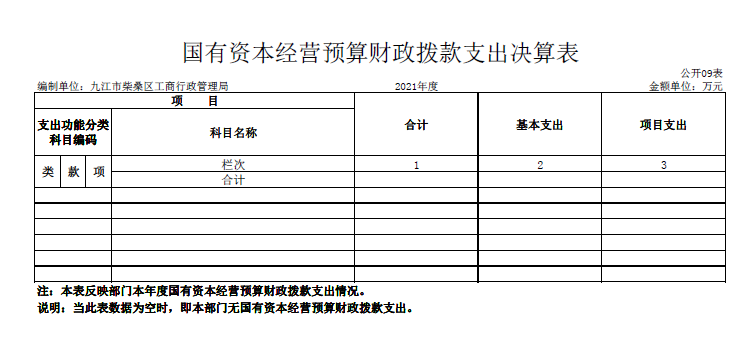 国有资本经营预算财政拨款支出决算表
公开09表
编制单位：九江市柴桑区工商行政管理局 2021年度 金额单位：万元
项 目 合计 基本支出 项目支出
支出功能分类科目编码 科目名称
类 款 项 栏次 1 2 3
合计
注：本表反映部门本年度国有资本经营预算财政拨款支出情况。
说明：当此表数据为空时，即本部门无国有资本经营预算财政拨款支出。